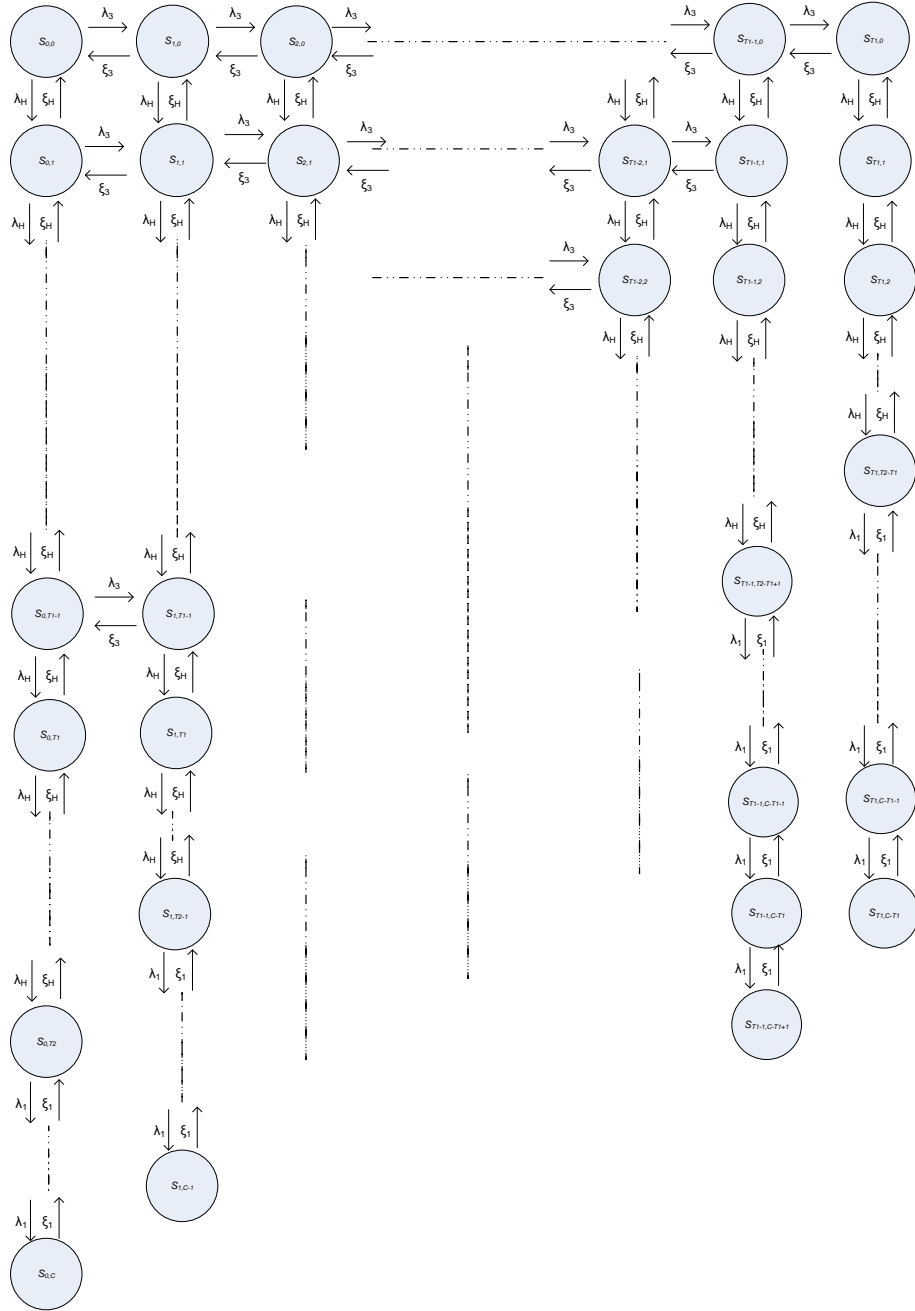 λ3 λ3 λ3 λ3 λ3
S0,0 S1,0 S2,0 ST1-1,0 ST1,0
ξ3 ξ3 ξ3 ξ3 ξ3
λH ξH λH ξH λH ξH λH ξH λH ξH λH ξH
λ3 λ3 λ3 λ3 λ3
S0,1 S1,1 S2,1 ST1-2,1 ST1-1,1 ST1,1
ξ3 ξ3 ξ3 ξ3 ξ3
λH ξH λH ξH λH ξH λH ξH λH ξH λH ξH
λ3
ST1-2,2 ST1-1,2 ST1,2
ξ3
λH ξH λH ξH λH ξH
λH ξH
ST1,T2-T1
λH ξH
λ1 ξ1
λH ξH λH ξH
ST1-1,T2-T1+1
λ3
S0,T1-1 S1,T1-1
ξ3
λ1 ξ1
λH ξH λH ξH
S0,T1 S1,T1
λ1 ξ1 λ1 ξ1
λH ξH λH ξH
ST1-1,C-T1-1 ST1,C-T1-1
λH ξH
λ1 ξ1 λ1 ξ1
S1,T2-1
ST1-1,C-T1 ST1,C-T1
λH ξH
λ1 ξ1
λ1 ξ1
ST1-1,C-T1+1
S0,T2
λ1 ξ1
λ1 ξ1
S1,C-1
λ1 ξ1
S0,C